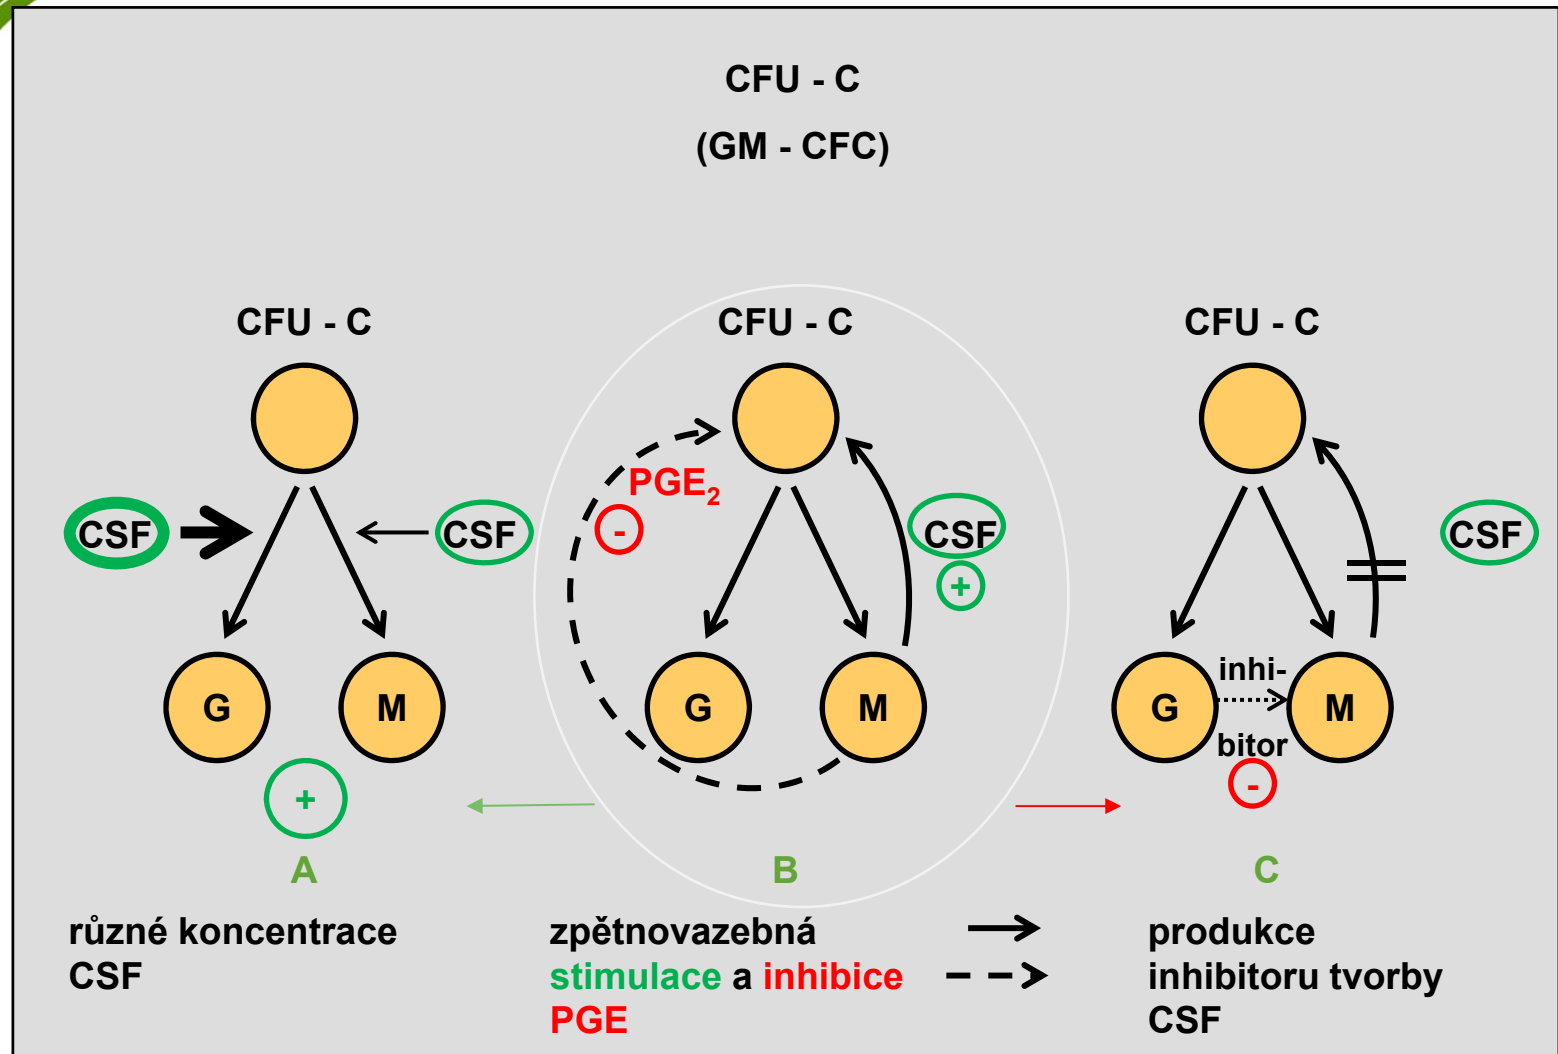 CFU - C
(GM - CFC)
CFU - C
CFU - C
CFU - C
PGE2
-
CSF
CSF
CSF
+
CSF
G
M
G
M
G
inhi-
bitor
M
+
-
A
B
C
různé koncentrace
CSF
zpětnovazebná
stimulace a inhibice
PGE
produkce
inhibitoru tvorby
CSF